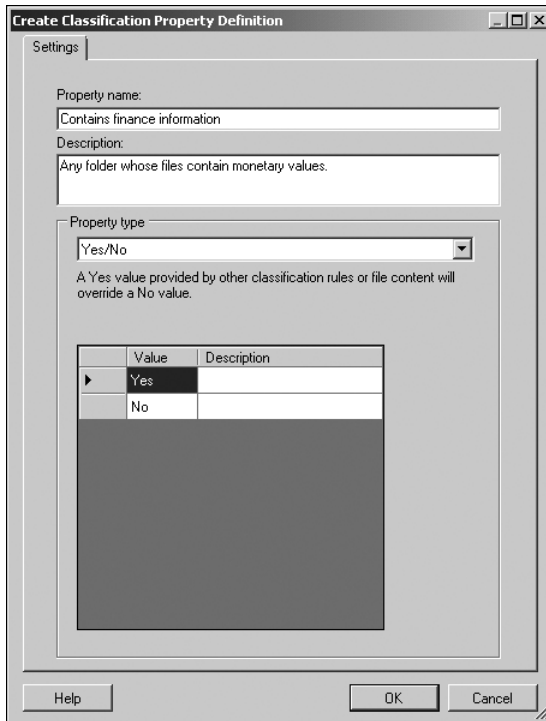 Create Classification Property Definition
Settings
Property name:
Contains finance information
Description:
Any folder whose files contain monetary values.
Property type
Yes/No
A Yes value provided by other classification rules or file content will
override a No value.
Value Description
Yes
No
Help OK Cancel